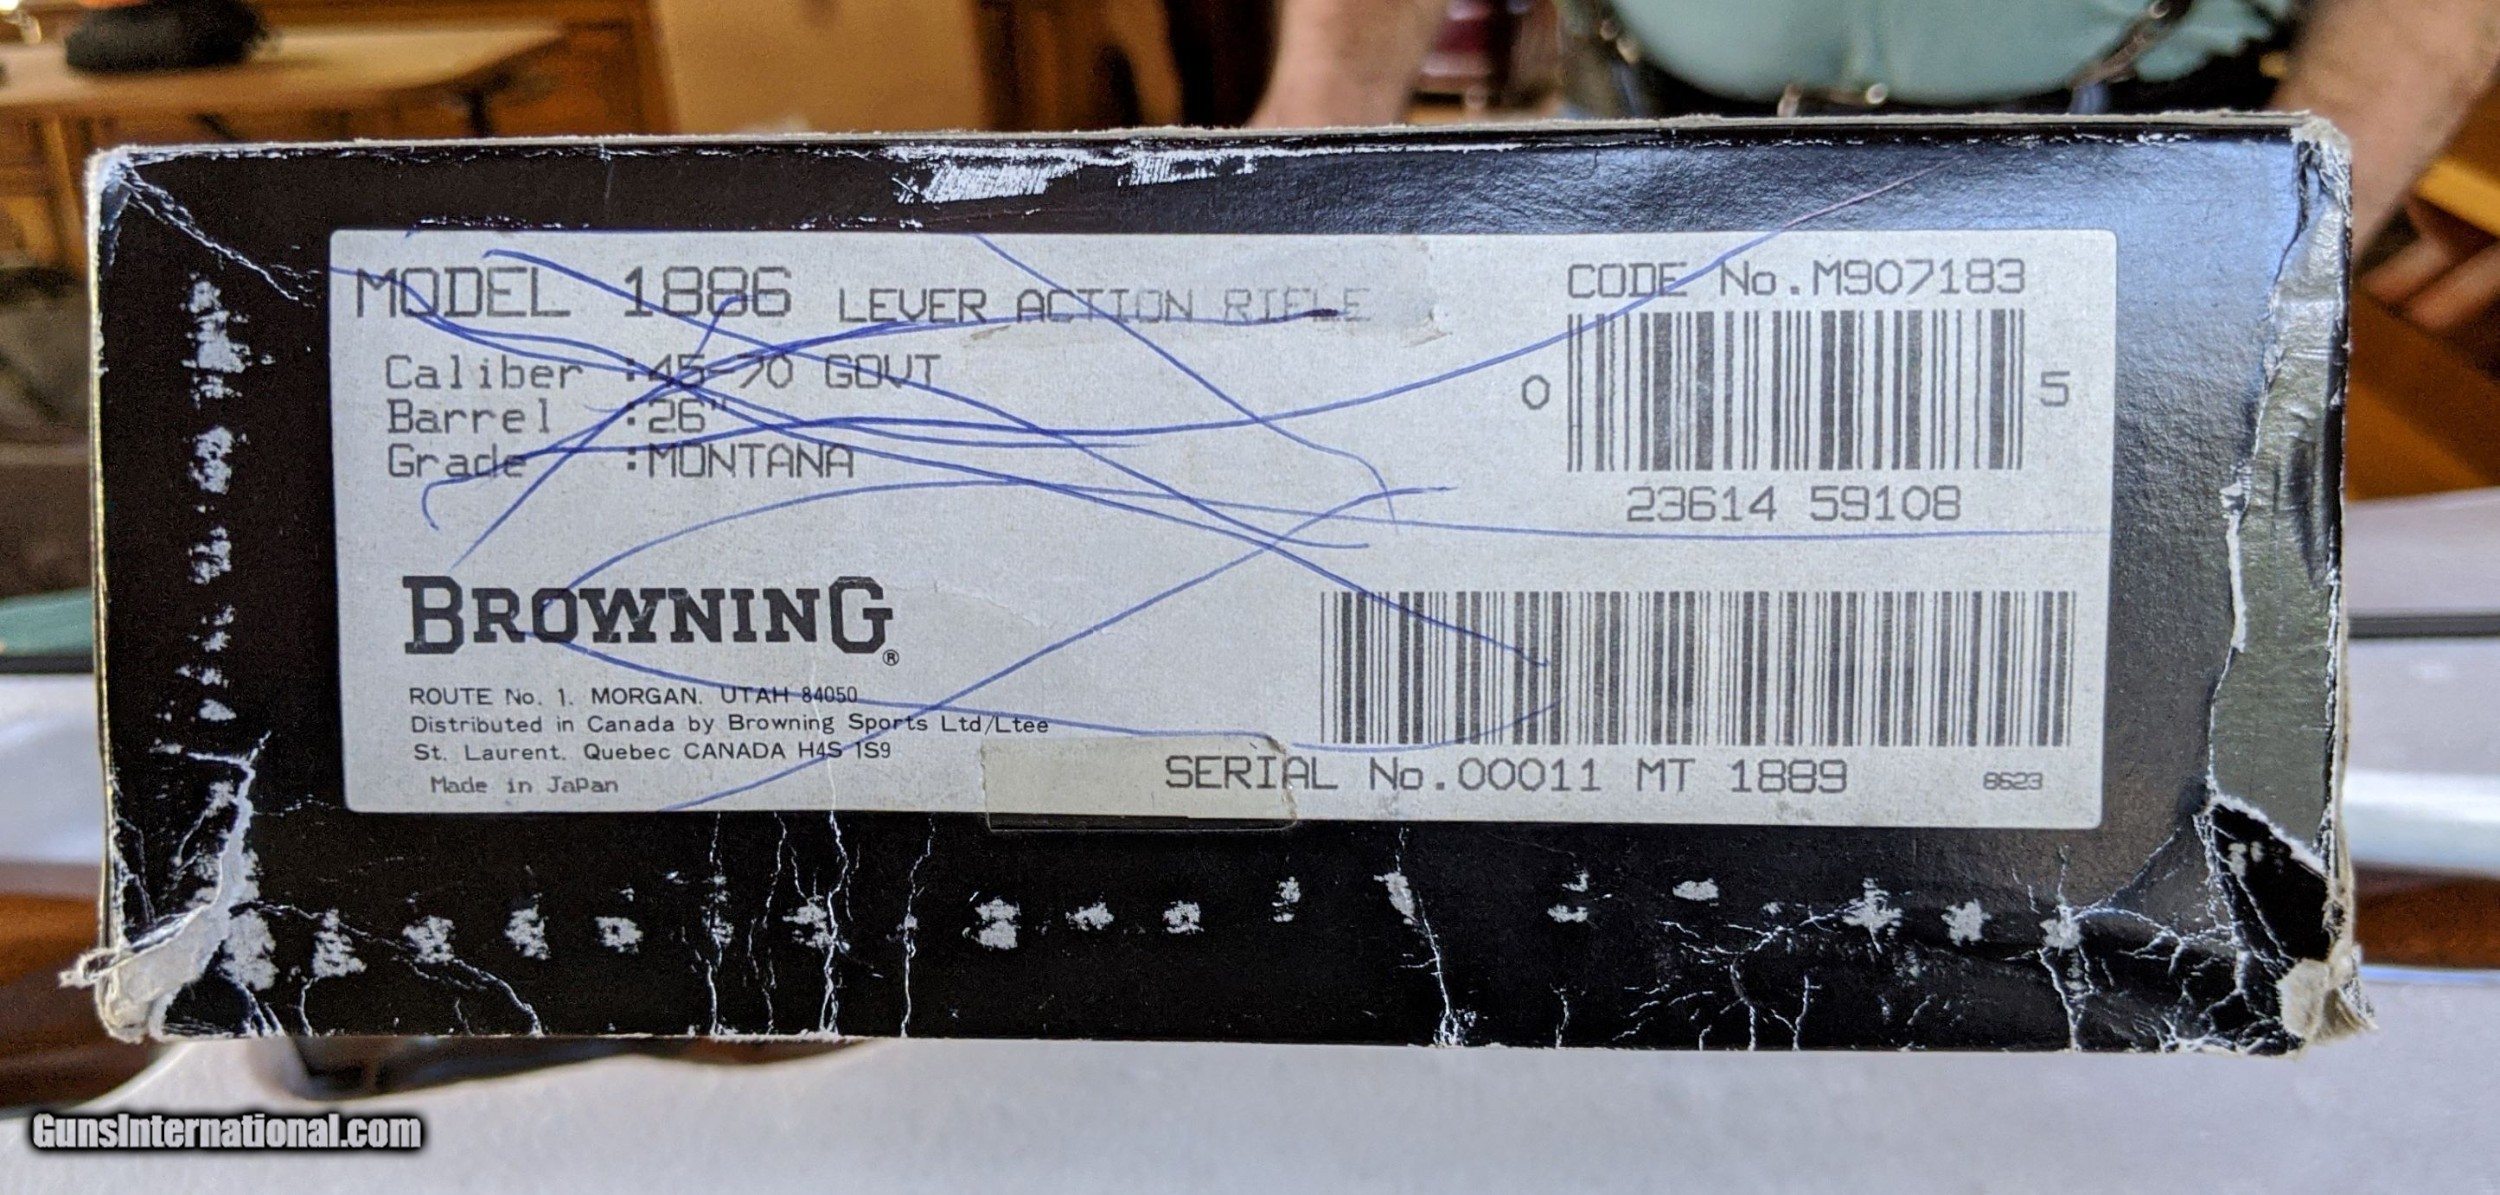 MODEL 1886 LEVER ACTION RIFLE
Caliber :45-70 GOVT
Barrel :26"
Grade :MONTANA
CODE No.M907183
0 5
23614 59108
BROWNING®
ROUTE No. 1. MORGAN. UTAH 84050
Distributed in Canada by Browning Sports Ltd/Ltee
St. Laurent. Quebec CANADA H4S 1S9
Made in JaPan
SERIAL No.00011 MT 1889
8623
GunsInternational.com